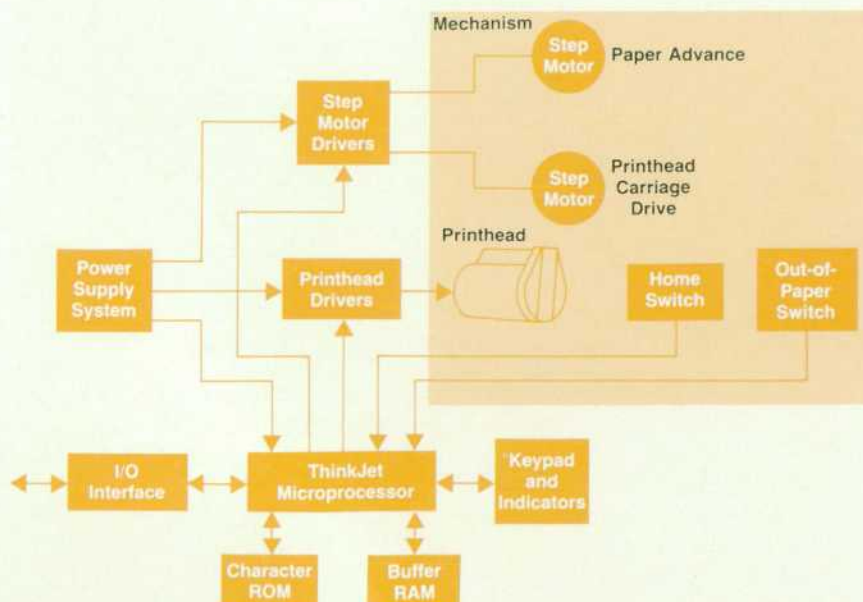 Mechanism
Step
Motor
Paper Advance
Step
Motor
Drivers
Step
Motor
Printhead
Carriage
Drive
Printhead
Power
Supply
System
Printhead
Drivers
Home
Switch
Out-of-
Paper
Switch
I/O
Interface
ThinkJet
Microprocessor
Keypad
and
Indicators
Character
ROM
Buffer
RAM